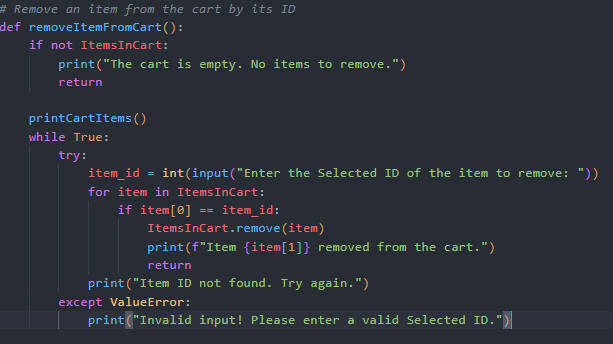 # Remove an item from the cart by its ID
def removeItemFromCart():
    if not ItemsInCart:
        print("The cart is empty. No items to remove.")
        return

    printCartItems()
    while True:
        try:
            item_id = int(input("Enter the Selected ID of the item to remove: "))
            for item in ItemsInCart:
                if item[0] == item_id:
                    ItemsInCart.remove(item)
                    print(f"Item {item[1]} removed from the cart.")
                    return
            print("Item ID not found. Try again.")
        except ValueError:
            print("Invalid input! Please enter a valid Selected ID.")